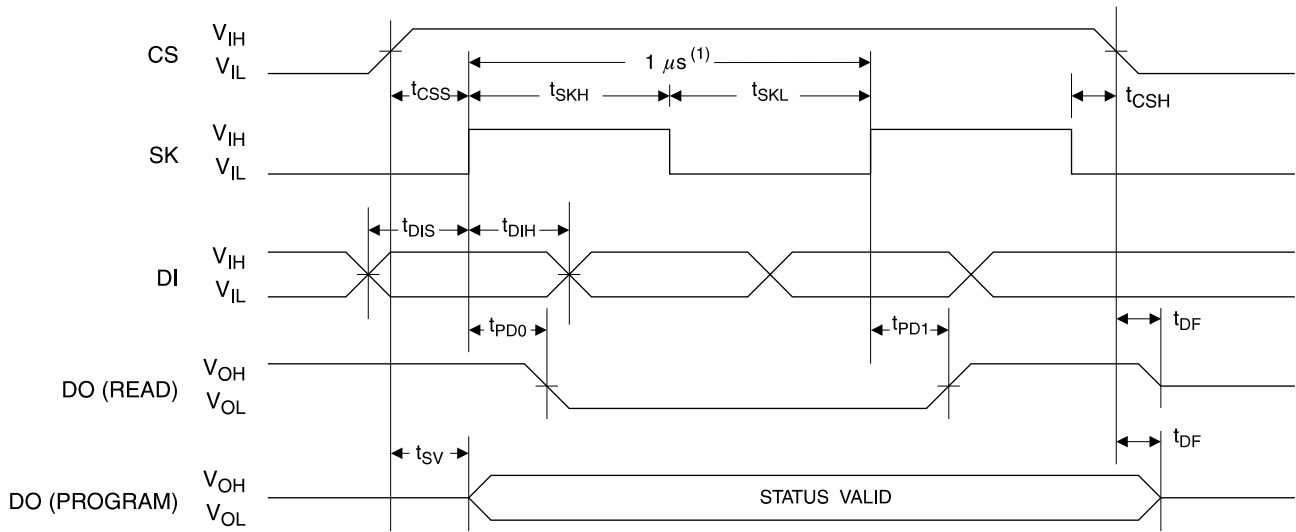 CS
V_IH
V_IL
1 μs (1)
t_CSS
t_SKH
t_SKL
t_CSH
SK
V_IH
V_IL
t_DIS
t_DIH
DI
V_IH
V_IL
t_PD0
t_PD1
t_DF
DO (READ)
V_OH
V_OL
t_SV
t_DF
DO (PROGRAM)
V_OH
V_OL
STATUS VALID